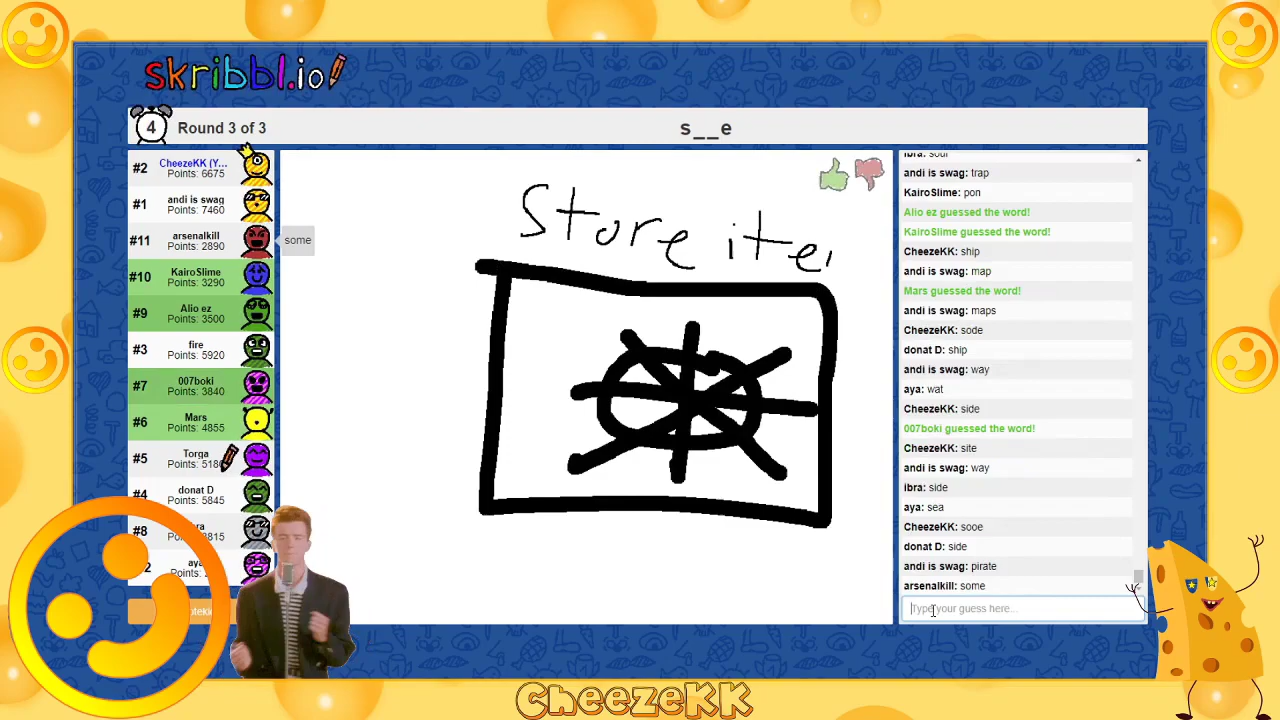 skribbl.io
4
Round 3 of 3
s__e
#2 CheezeKK (Y...
Points: 6675
#1 andi is swag
Points: 7460
#11 arsenalkill
Points: 2890
some
#10 KairoSlime
Points: 3290
#9 Alio ez
Points: 3500
#3 fire
Points: 5920
#7 007boki
Points: 3840
#6 Mars
Points: 4855
#5 Torga
#4 donat D
Points: 5845
#8
Store ite
andi is swag: trap
KairoSlime: pon
Alio ez guessed the word!
KairoSlime guessed the word!
CheezeKK: ship
andi is swag: map
Mars guessed the word!
andi is swag: maps
CheezeKK: sode
donat D: ship
andi is swag: way
aya: wat
CheezeKK: side
007boki guessed the word!
CheezeKK: site
andi is swag: way
ibra: side
aya: sea
CheezeKK: sooe
donat D: side
andi is swag: pirate
arsenalkill: some
Type your guess here...
CheezeKK